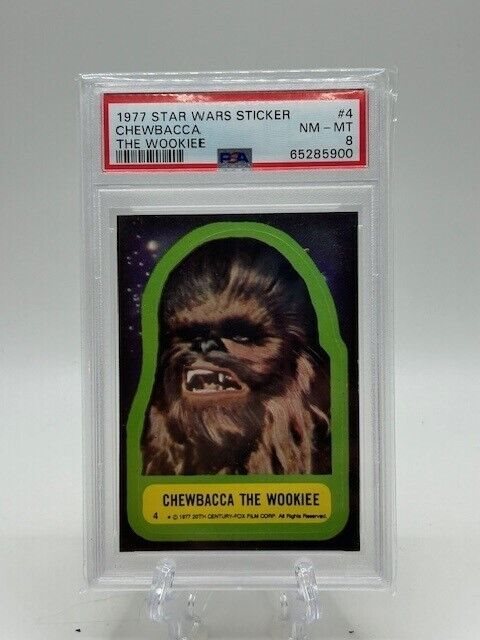 1977 STAR WARS STICKER #4
CHEWBACCA NM - MT
THE WOOKIEE 8
PSA 65285900
CHEWBACCA THE WOOKIEE
4 ★ © 1977 20TH CENTURY-FOX FILM CORP. All Rights Reserved.